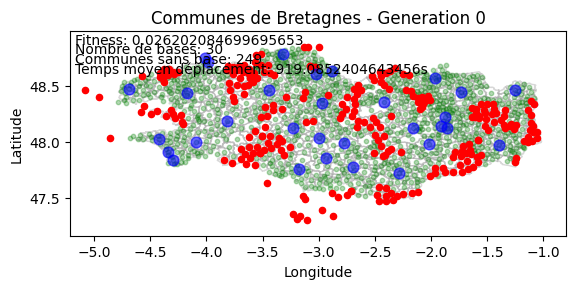 Communes de Bretagnes - Generation 0
Fitness: 0.026202084699695653
Nombre de bases: 30
Communes sans base: 249
Temps moyen déplacement: 919.0852404643456s
48.5
48.0
47.5
Latitude
-5.0 -4.5 -4.0 -3.5 -3.0 -2.5 -2.0 -1.5 -1.0
Longitude